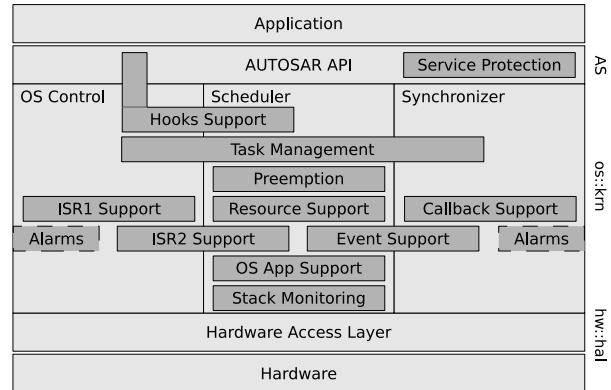 Application
AUTOSAR API
Service Protection
AS
OS Control
Scheduler
Synchronizer
Hooks Support
Task Management
Preemption
os::krn
ISR1 Support
Resource Support
Callback Support
Alarms
ISR2 Support
Event Support
Alarms
OS App Support
Stack Monitoring
Hardware Access Layer
hw::hal
Hardware